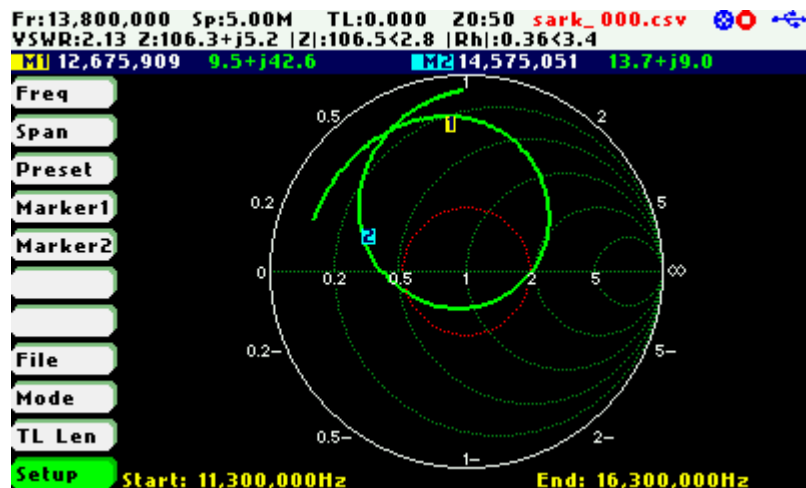 Fr:13,800,000 Sp:5.00M TL:0.000 Z0:50 sark_000.csv
VSWR:2.13 Z:106.3+j5.2 |Z|:106.5<2.8 |Rh|:0.36<3.4
M1 12,675,909 9.5+j42.6 M2 14,575,051 13.7+j9.0
Freq
Span
Preset
Marker1
Marker2
File
Mode
TL Len
Setup
1
0.5
2
1
0.2
5
2
0 0.2 0.5 1 2 5 ∞
0.2-
5-
0.5-
2-
1-
Start: 11,300,000Hz End: 16,300,000Hz